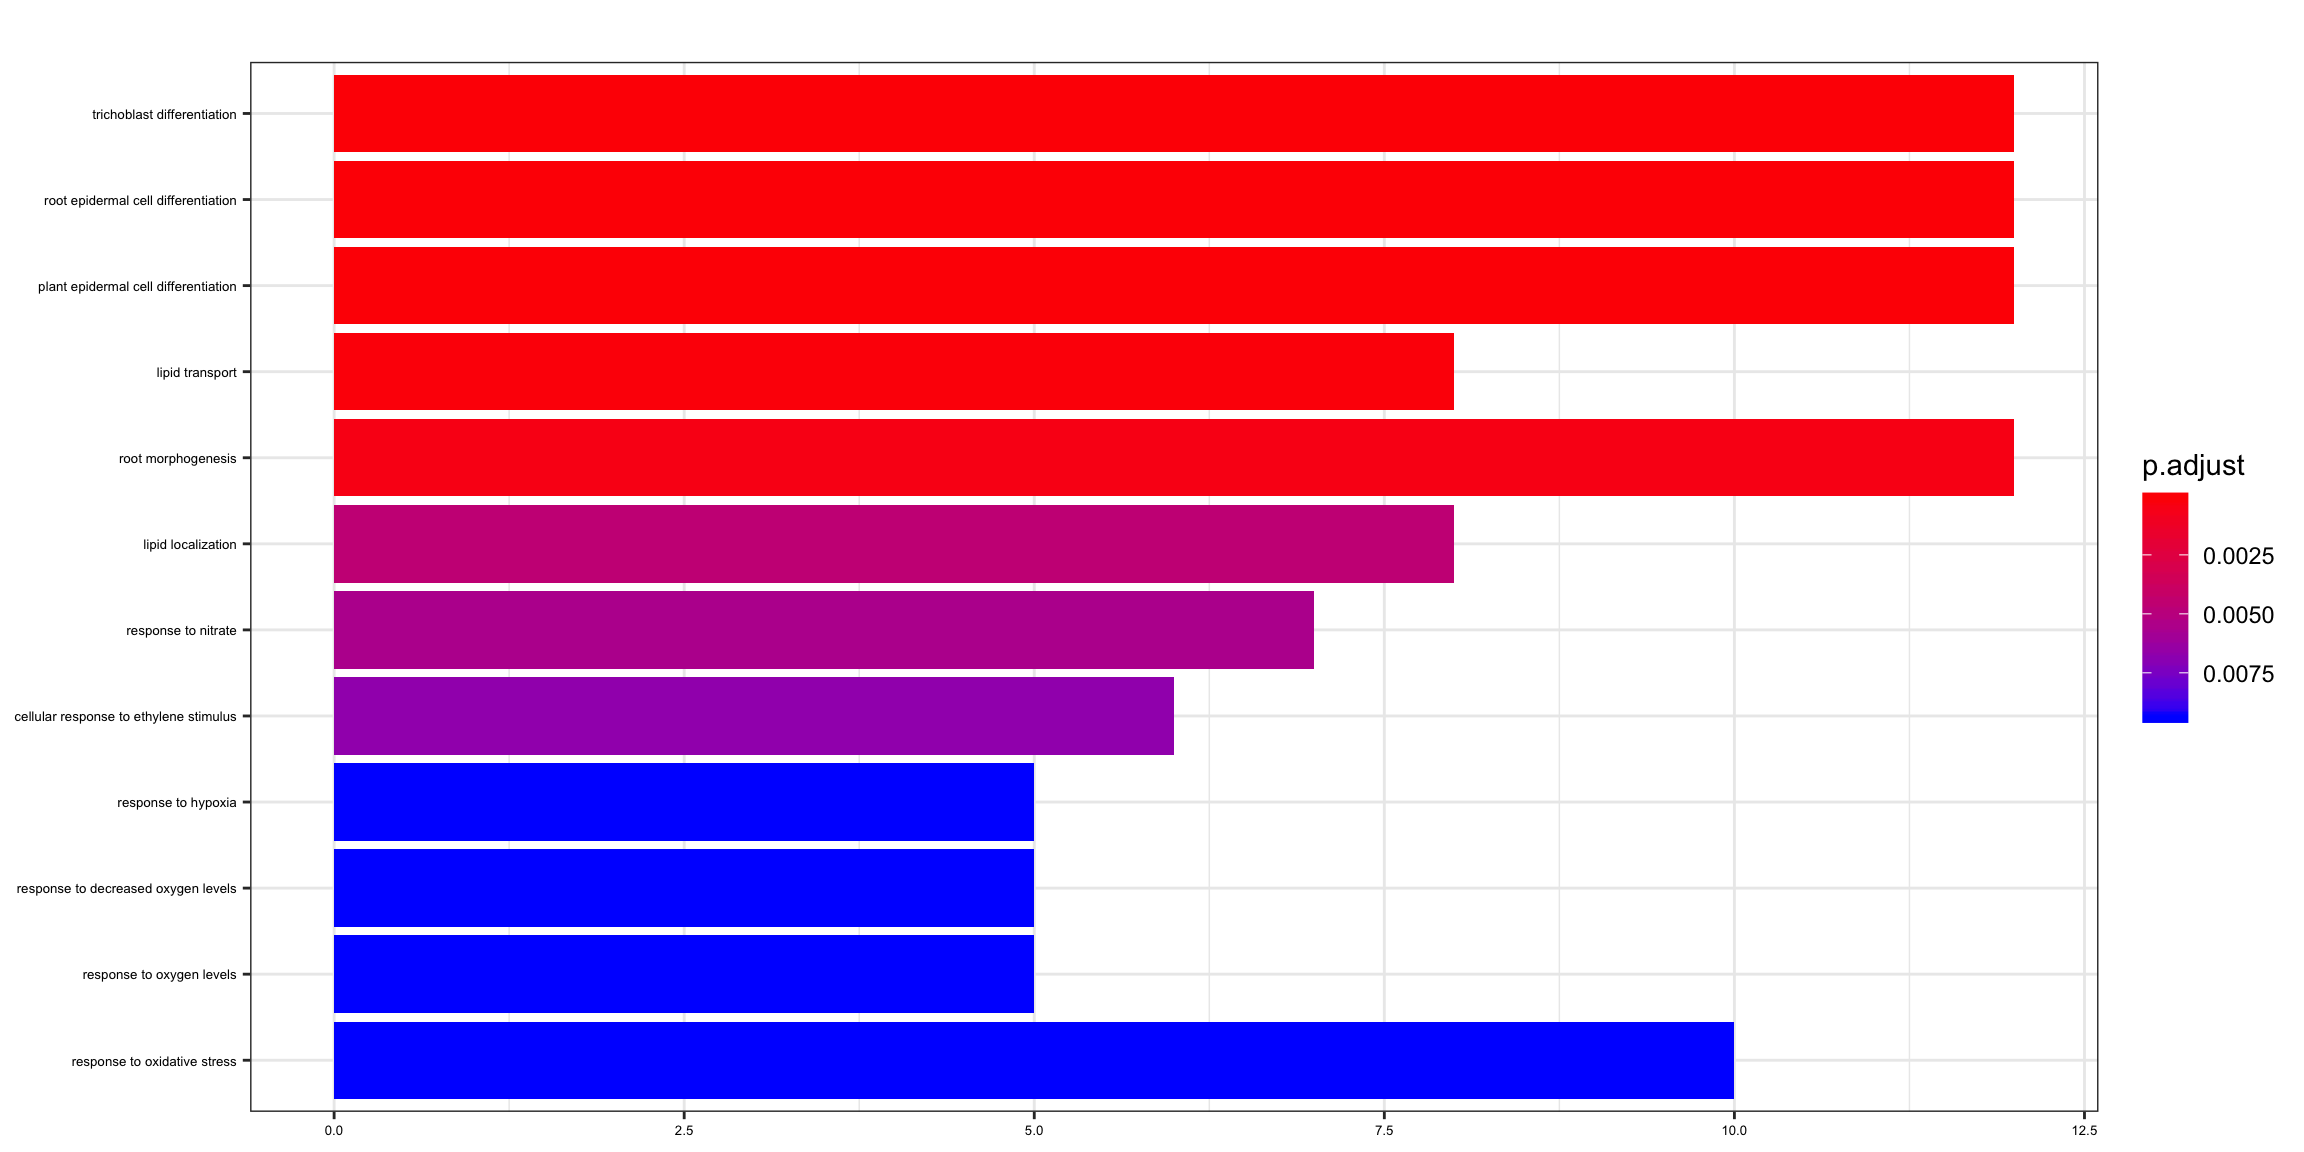 trichoblast differentiation
root epidermal cell differentiation
plant epidermal cell differentiation
lipid transport
root morphogenesis
lipid localization
response to nitrate
cellular response to ethylene stimulus
response to hypoxia
response to decreased oxygen levels
response to oxygen levels
response to oxidative stress
0.0 2.5 5.0 7.5 10.0 12.5
p.adjust
0.0025
0.0050
0.0075